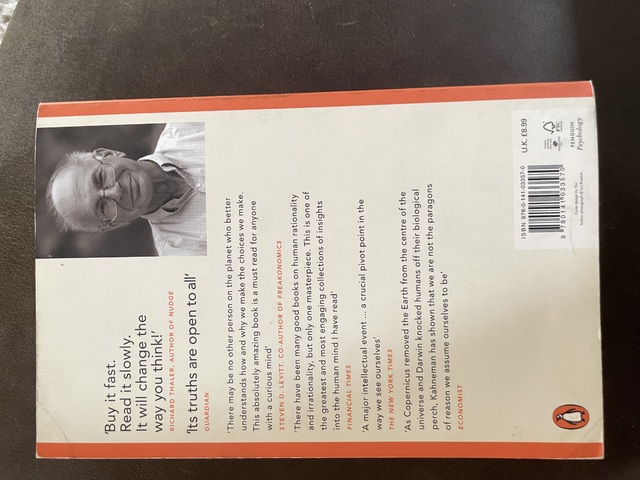 'Buy it fast.
Read it slowly.
It will change the
way you think!'
RICHARD THALER, AUTHOR OF NUDGE
'Its truths are open to all'
GUARDIAN
'There may be no other person on the planet who better
understands how and why we make the choices we make.
This absolutely amazing book is a must read for anyone
with a curious mind'
STEVEN D. LEVITT, CO-AUTHOR OF FREAKONOMICS
'There have been many good books on human rationality
and irrationality, but only one masterpiece. This is one of
the greatest and most engaging collections of insights
into the human mind I have read'
FINANCIAL TIMES
'A major intellectual event ... a crucial pivot point in the
way we see ourselves'
THE NEW YORK TIMES
'As Copernicus removed the Earth from the centre of the
universe and Darwin knocked humans off their biological
perch, Kahneman has shown that we are not the paragons
of reason we assume ourselves to be'
ECONOMIST
U.K. £8.99
ISBN 978-0-141-03357-0
9 780141 033570
PENGUIN
Psychology